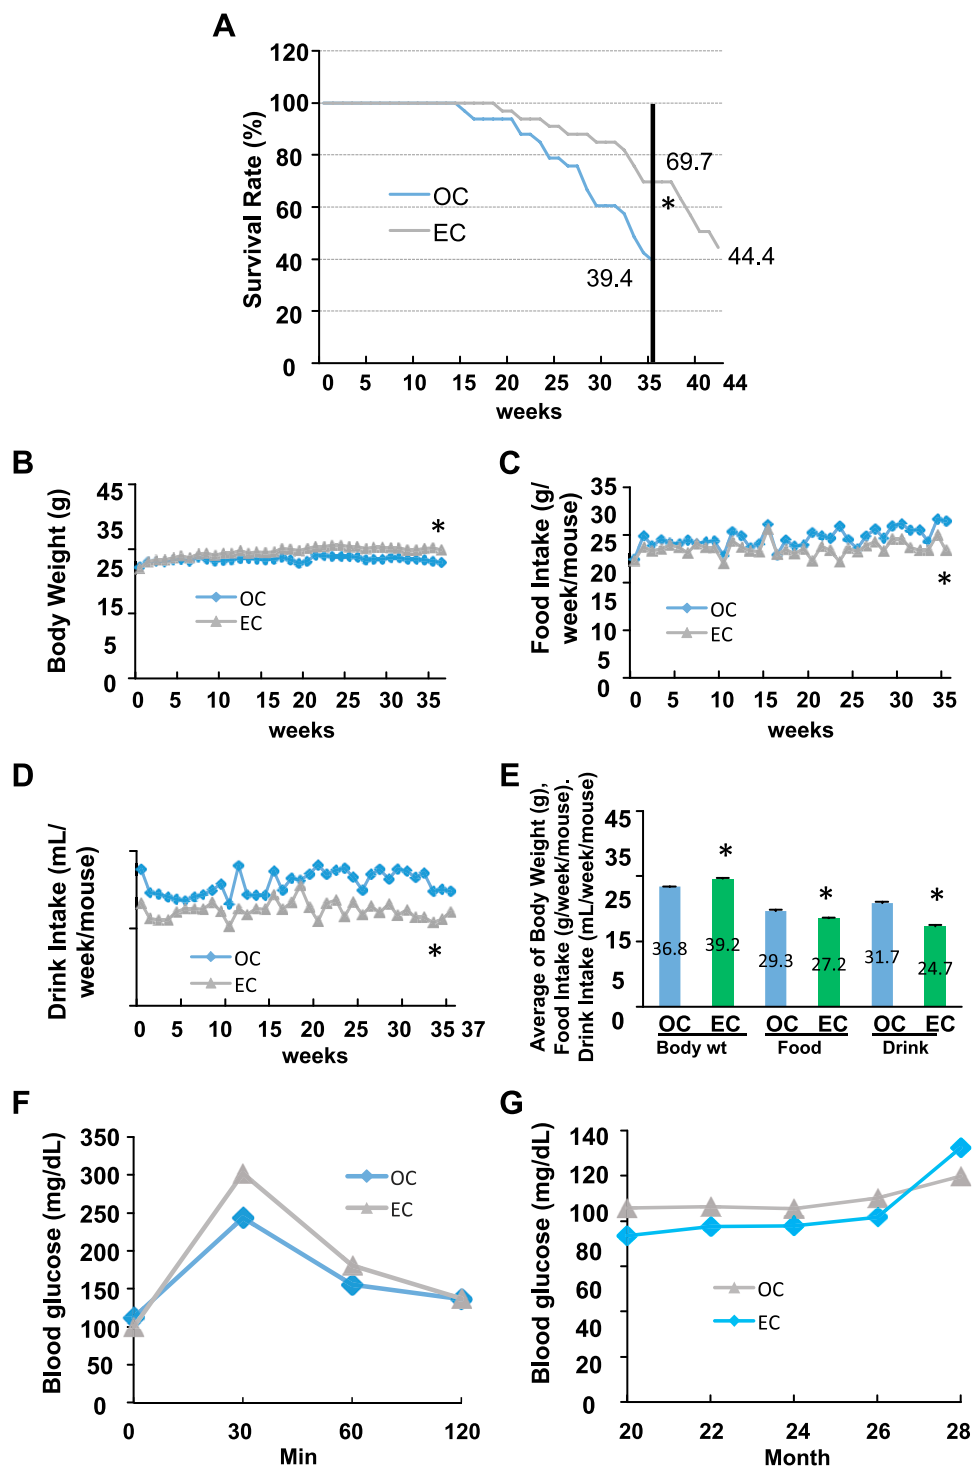 A
Survival Rate (%)
120
100
80
60
40
20
0
OC
EC
69.7
*
44.4
39.4
0 5 10 15 20 25 30 35 40 44
weeks
B
Body Weight (g)
45
35
25
15
5
0
*
OC
EC
0 5 10 15 20 25 30 35
weeks
C
Food Intake (g/
week/mouse)
35
30
25
20
15
10
5
0
*
OC
EC
0 5 10 15 20 25 30 35
weeks
D
Drink Intake (mL/
week/mouse)
OC
EC
*
0 5 10 15 20 25 30 35 37
weeks
E
Average of Body Weight (g),
Food Intake (g/week/mouse).
Drink Intake (mL/week/mouse)
45
35
25
15
5
0
* * *
36.8 39.2 29.3 27.2 31.7 24.7
OC EC OC EC OC EC
Body wt Food Drink
F
Blood glucose (mg/dL)
350
300
250
200
150
100
50
0
OC
EC
0 30 60 120
Min
G
Blood glucose (mg/dL)
140
120
100
80
60
40
20
0
OC
EC
20 22 24 26 28
Month